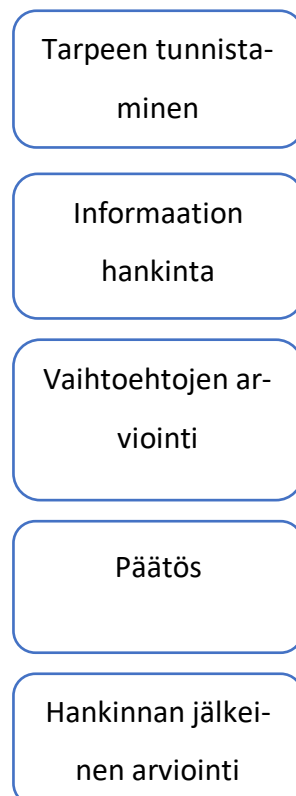 Tarpeen tunnista-
minen
Informaation
hankinta
Vaihtoehtojen ar-
viointi
Päätös
Hankinnan jälkei-
nen arviointi